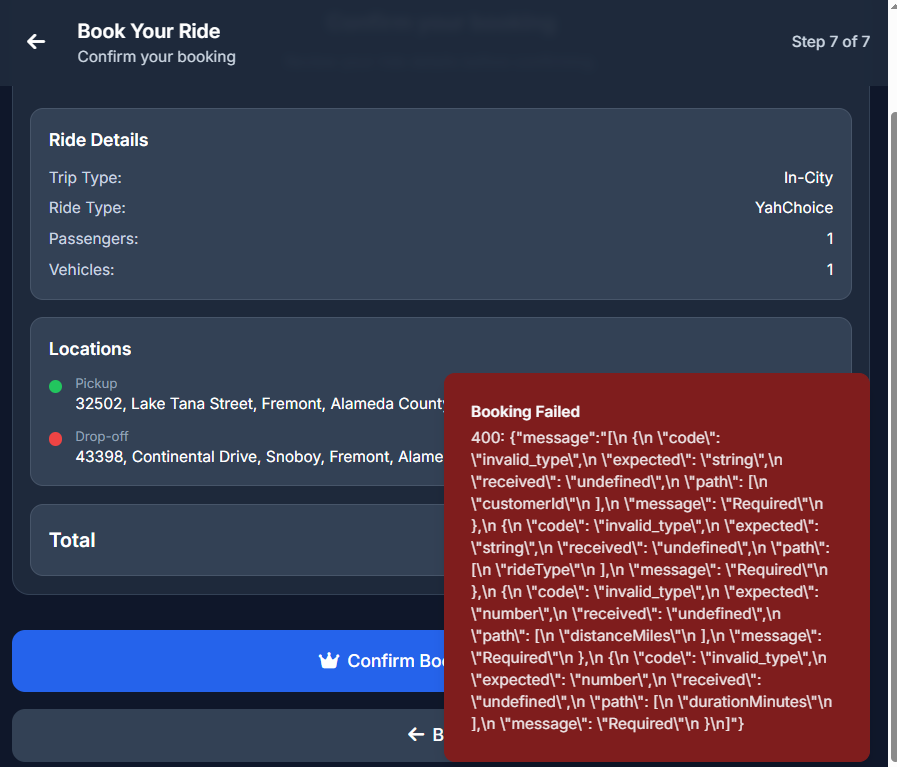 Book Your Ride
Confirm your booking
Step 7 of 7
Ride Details
Trip Type:
In-City
Ride Type:
YahChoice
Passengers:
1
Vehicles:
1
Locations
Pickup
32502, Lake Tana Street, Fremont, Alameda County
Drop-off
43398, Continental Drive, Snoboy, Fremont, Alame
Total
Confirm Boo
B
Booking Failed
400: {"message":"[\n {\n \"code\":
\"invalid_type\",\n \"expected\": \"string\",\n
\"received\": \"undefined\",\n \"path\": [\n
\"customerId\"\n ],\n \"message\": \"Required\"\n
},\n {\n \"code\": \"invalid_type\",\n \"expected\":
\"string\",\n \"received\": \"undefined\",\n \"path\":
[\n \"rideType\"\n ],\n \"message\": \"Required\"\n
},\n {\n \"code\": \"invalid_type\",\n \"expected\":
\"number\",\n \"received\": \"undefined\",\n
\"path\": [\n \"distanceMiles\"\n ],\n \"message\":
\"Required\"\n },\n {\n \"code\": \"invalid_type\",\n
\"expected\": \"number\",\n \"received\":
\"undefined\",\n \"path\": [\n \"durationMinutes\"\n
],\n \"message\": \"Required\"\n }\n]"}